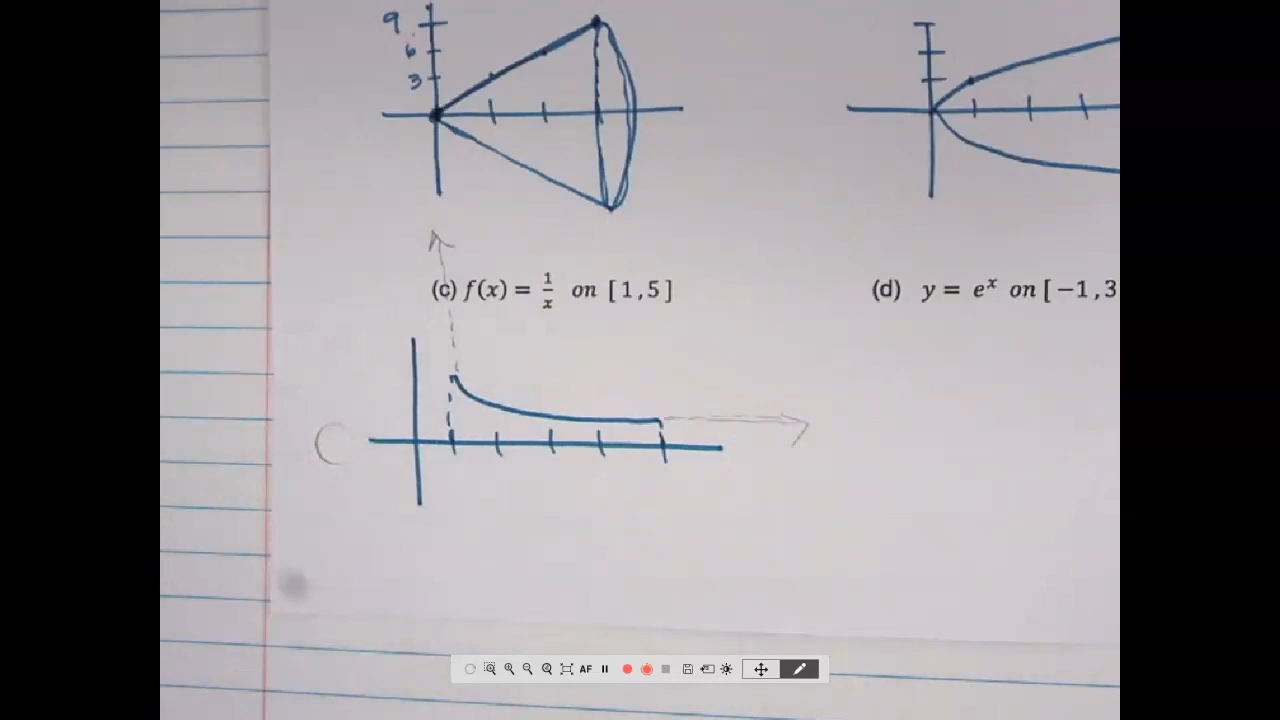 9
6
3
(c) f(x) = 1/x on [1,5]
(d) y = e^x on [-1,3
AF